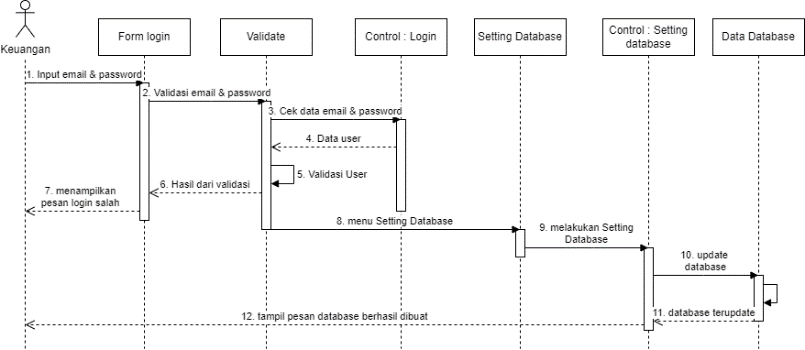 Keuangan
Form login
Validate
Control : Login
Setting Database
Control : Setting
database
Data Database
1. Input email & password
2. Validasi email & password
3. Cek data email & password
4. Data user
5. Validasi User
6. Hasil dari validasi
7. menampilkan
pesan login salah
8. menu Setting Database
9. melakukan Setting
Database
10. update
database
11. database terupdate
12. tampil pesan database berhasil dibuat